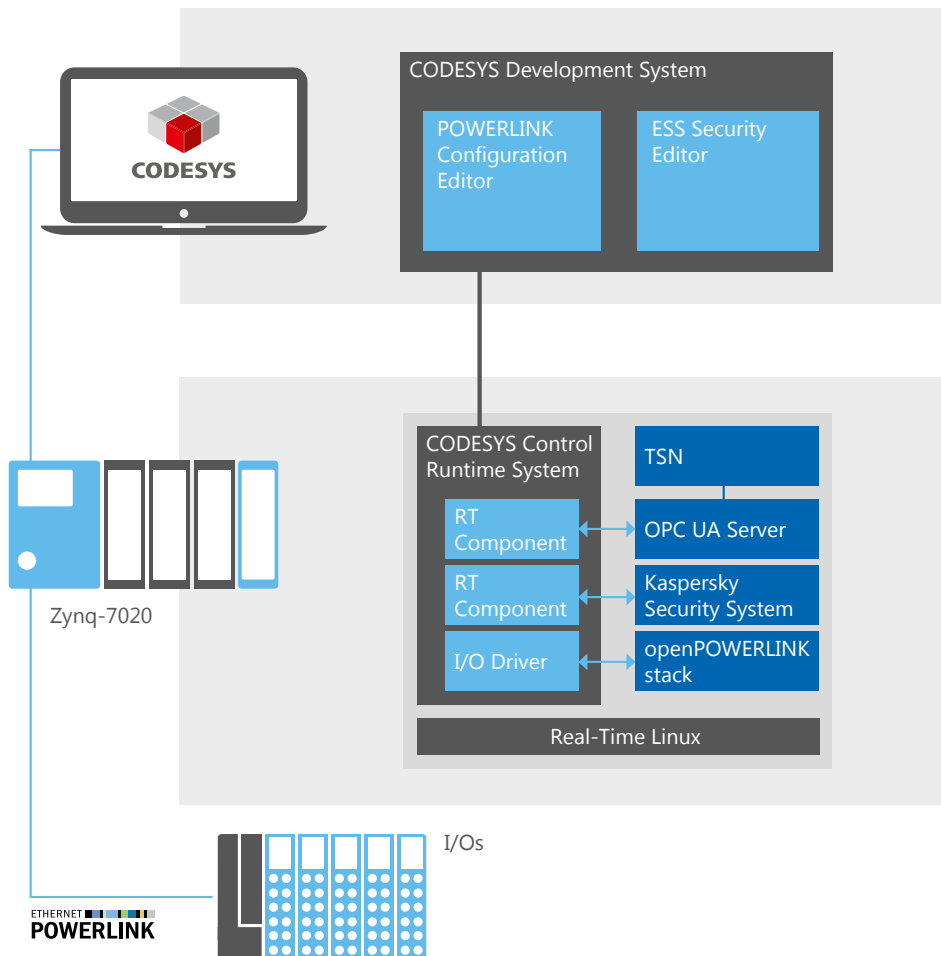 CODESYS Development System
POWERLINK
Configuration
Editor
ESS Security
Editor
CODESYS
CODESYS Control
Runtime System
TSN
RT
Component
OPC UA Server
RT
Component
Kaspersky
Security System
I/O Driver
openPOWERLINK
stack
Real-Time Linux
Zynq-7020
I/Os
ETHERNET
POWERLINK